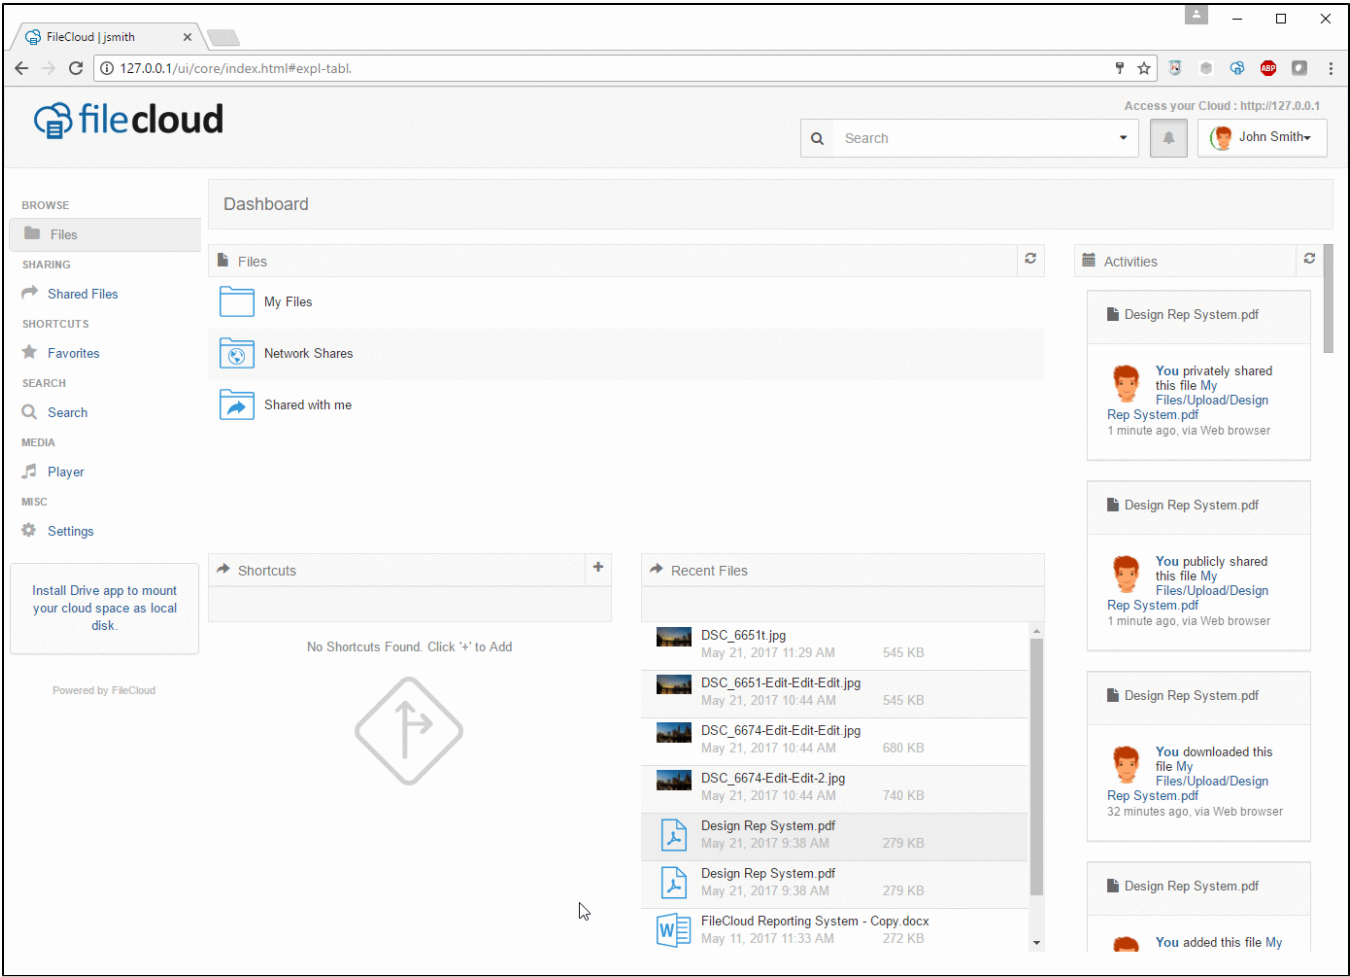 FileCloud | jsmith
127.0.0.1/ui/core/index.html#expl-tabl.
ABP
filecloud
Access your Cloud : http://127.0.0.1
Search
John Smith
BROWSE
Files
SHARING
Shared Files
SHORTCUTS
Favorites
SEARCH
Search
MEDIA
Player
MISC
Settings
Install Drive app to mount
your cloud space as local
disk.
Powered by FileCloud
Dashboard
Files
My Files
Network Shares
Shared with me
Shortcuts
No Shortcuts Found. Click '+' to Add
Recent Files
DSC_6651t.jpg
May 21, 2017 11:29 AM 545 KB
DSC_6651-Edit-Edit-Edit.jpg
May 21, 2017 10:44 AM 545 KB
DSC_6674-Edit-Edit-Edit.jpg
May 21, 2017 10:44 AM 680 KB
DSC_6674-Edit-Edit-2.jpg
May 21, 2017 10:44 AM 740 KB
Design Rep System.pdf
May 21, 2017 9:38 AM 279 KB
Design Rep System.pdf
May 21, 2017 9:38 AM 279 KB
W
FileCloud Reporting System - Copy.docx
May 11, 2017 11:33 AM 272 KB
Activities
Design Rep System.pdf
You privately shared
this file My
Files/Upload/Design
Rep System.pdf
1 minute ago, via Web browser
Design Rep System.pdf
You publicly shared
this file My
Files/Upload/Design
Rep System.pdf
1 minute ago, via Web browser
Design Rep System.pdf
You downloaded this
file My
Files/Upload/Design
Rep System.pdf
32 minutes ago, via Web browser
Design Rep System.pdf
You added this file My